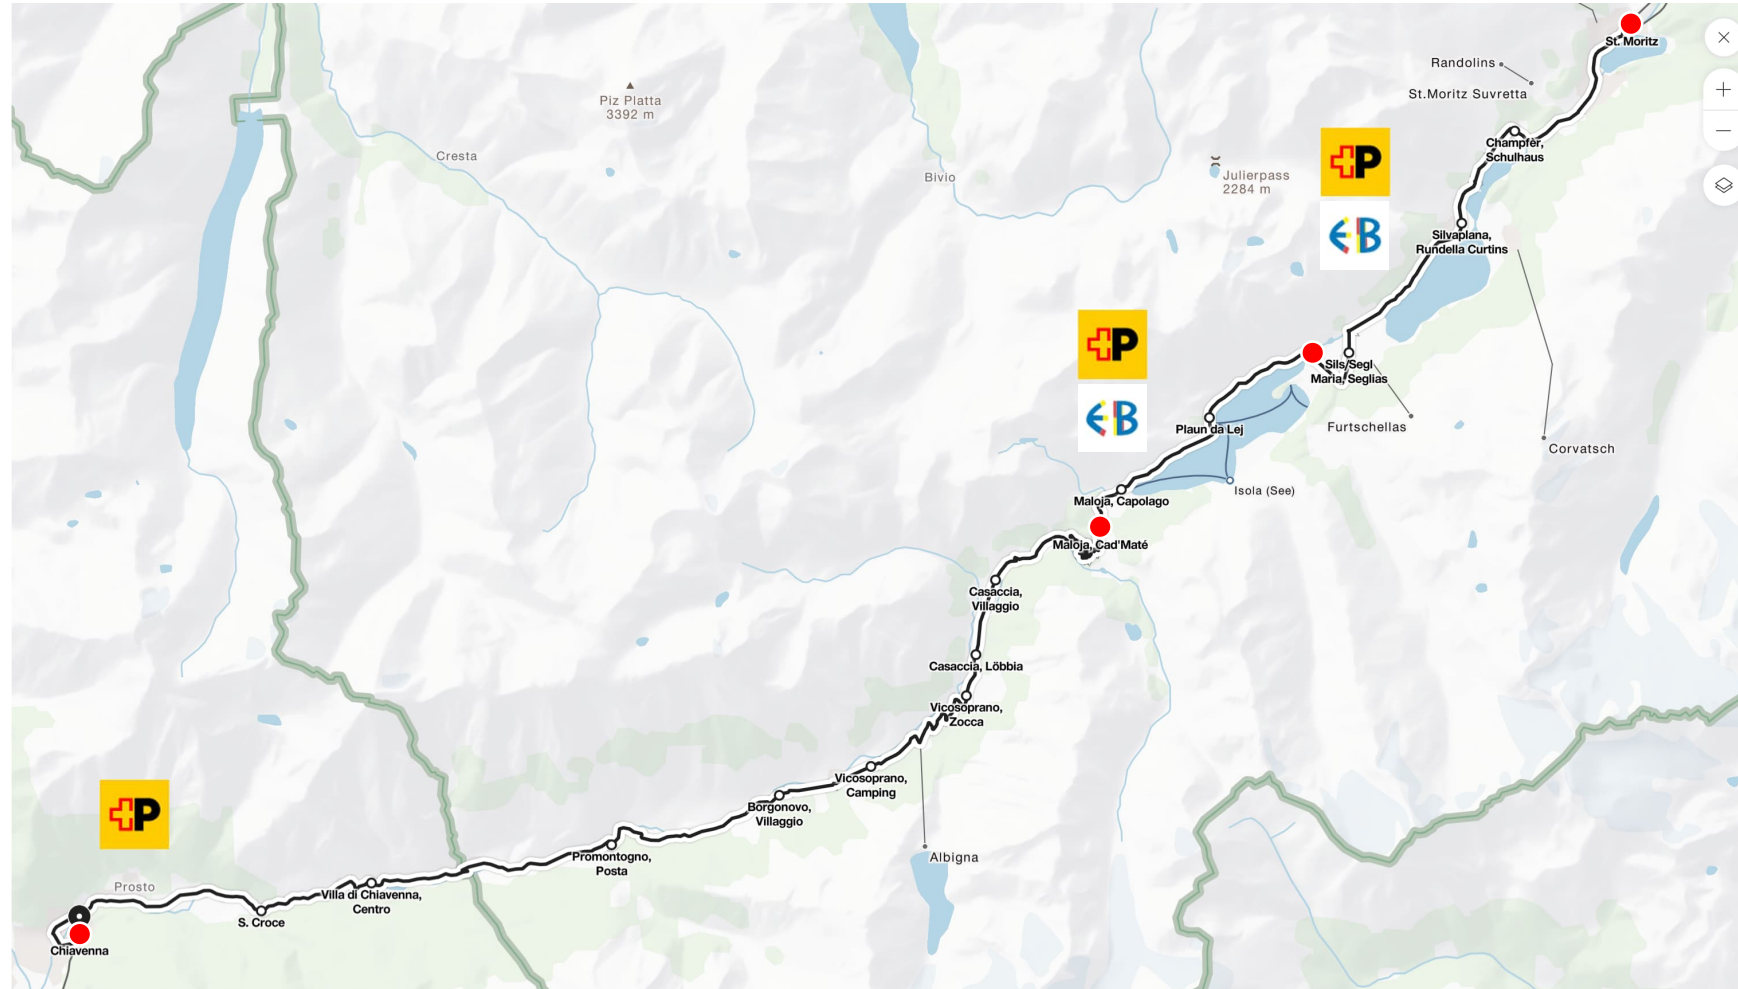 St. Moritz
Randolins
St.Moritz Suvretta
Piz Platta
3392 m
Champfèr,
Schulhaus
P
Cresta
Bivio
Julierpass
2284 m
EB
Silvaplana,
Rundella Curtins
P
Sils/Segl
Maria, Seglias
EB
Plaun da Lej
Furtschellas
Corvatsch
Isola (See)
Maloja, Capolago
Maloja, Cad'Maté
Casaccia,
Villaggio
Casaccia, Löbbia
Vicosoprano,
Zocca
Vicosoprano,
Camping
P
Borgonovo,
Villaggio
Promontogno,
Posta
Albigna
Prosto
Villa di Chiavenna,
Centro
S. Croce
Chiavenna